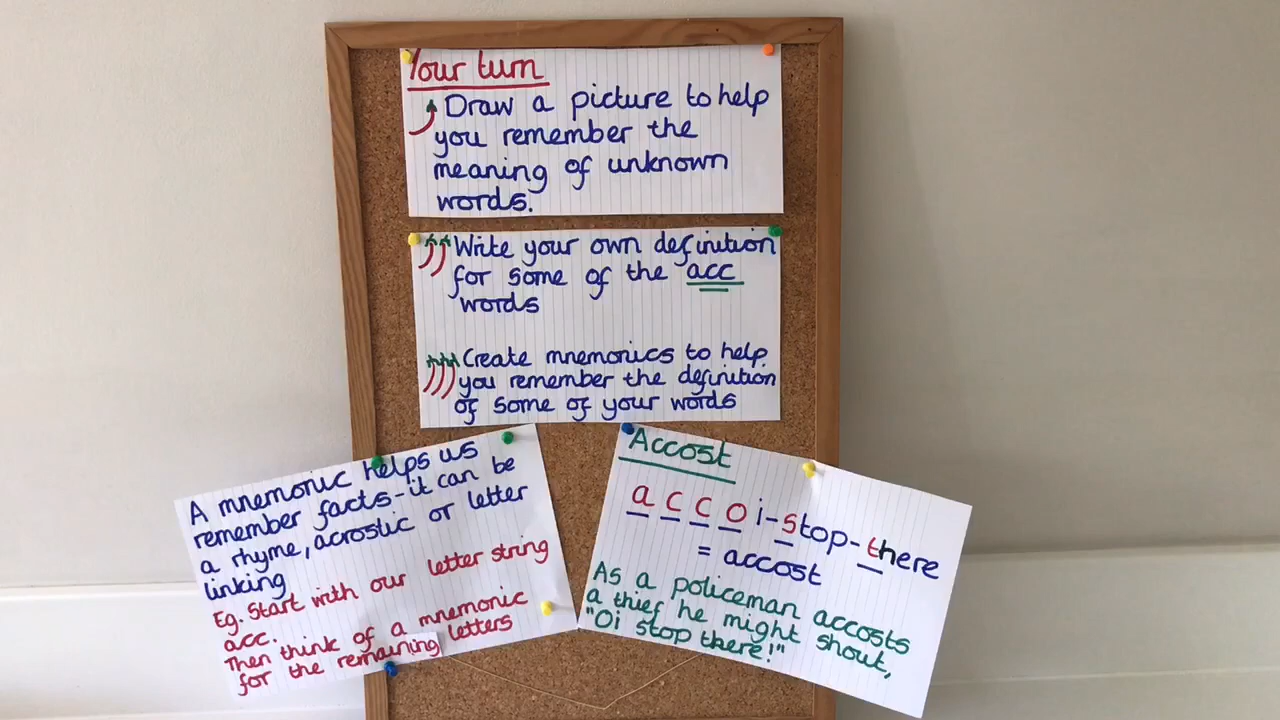 Your turn
Draw a picture to help
you remember the
meaning of unknown
words.
Write your own definition
for some of the acc
words
Create mnemonics to help
you remember the definition
of some of your words
A mnemonic helps us
remember facts-it can be
a rhyme, acrostic or letter
linking
Eg. Start with our letter string
acc.
Then think of a mnemonic
for the remaining letters
Accost
a c c o i-stop-there
= accost
As a policeman accosts
a thief he might shout,
"Oi stop there!"